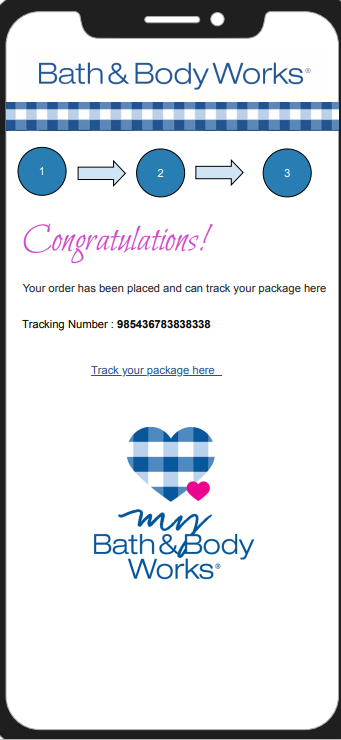 Bath & Body Works®
1
2
3
Congratulations!
Your order has been placed and can track your package here
Tracking Number : 985436783838338
Track your package here
my
Bath & Body
Works®